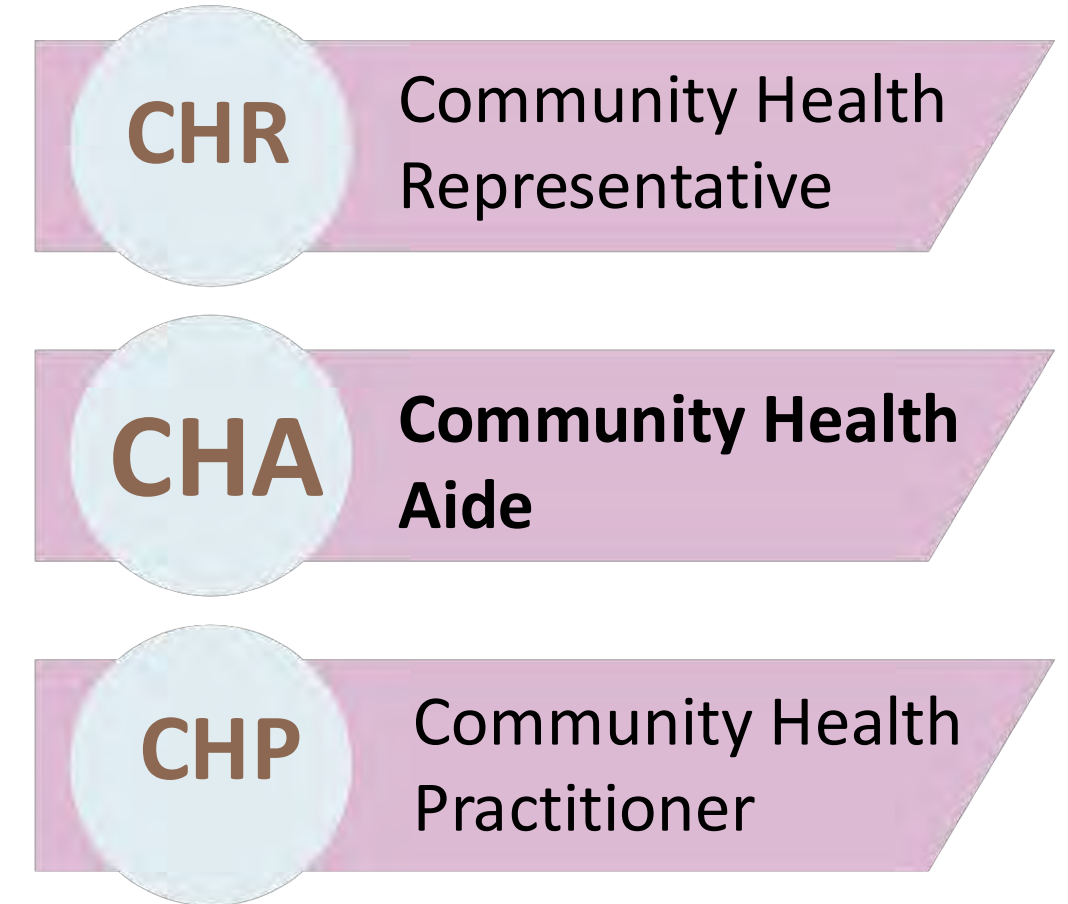 CHR
Community Health
Representative
CHA
Community Health
Aide
CHP
Community Health
Practitioner